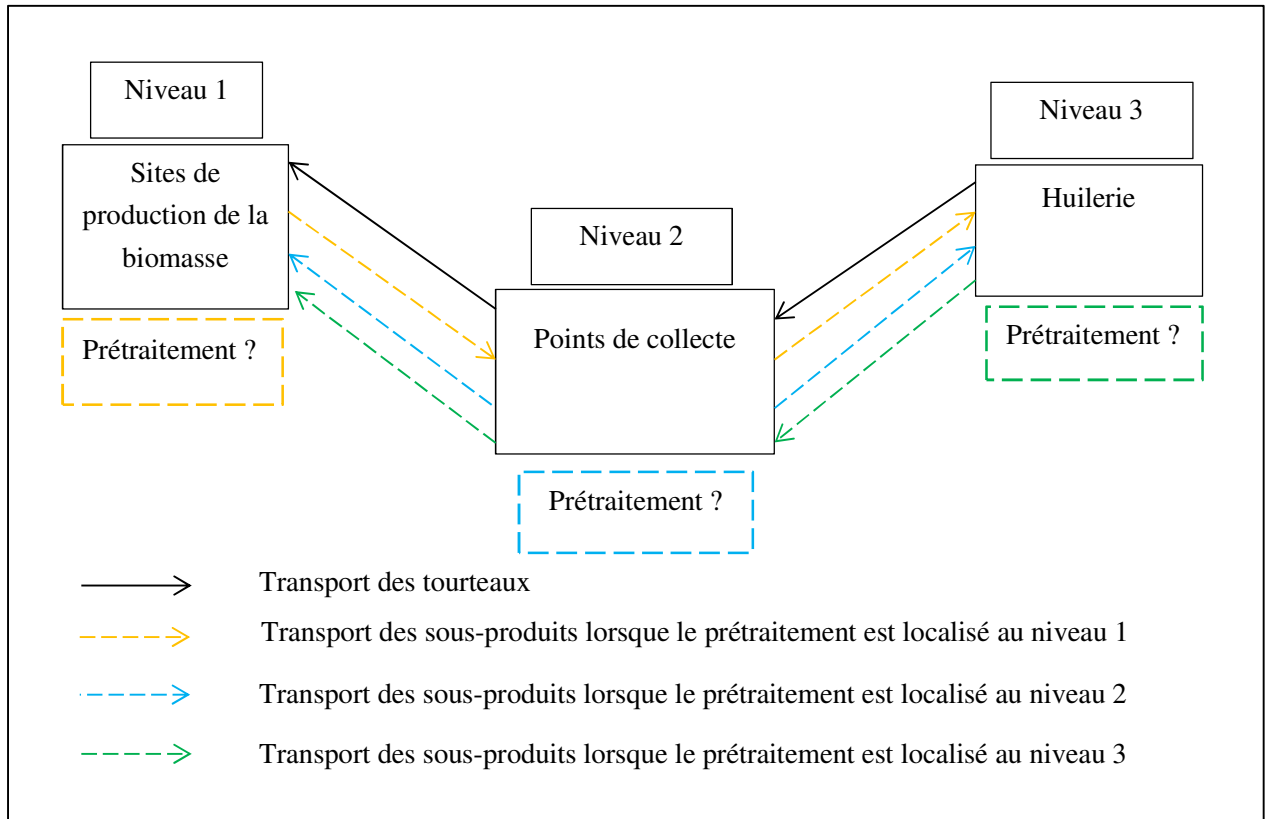 Niveau 1
Sites de
production de la
biomasse
Prétraitement ?
Niveau 2
Points de collecte
Prétraitement ?
Niveau 3
Huilerie
Prétraitement ?
Transport des tourteaux
Transport des sous-produits lorsque le prétraitement est localisé au niveau 1
Transport des sous-produits lorsque le prétraitement est localisé au niveau 2
Transport des sous-produits lorsque le prétraitement est localisé au niveau 3